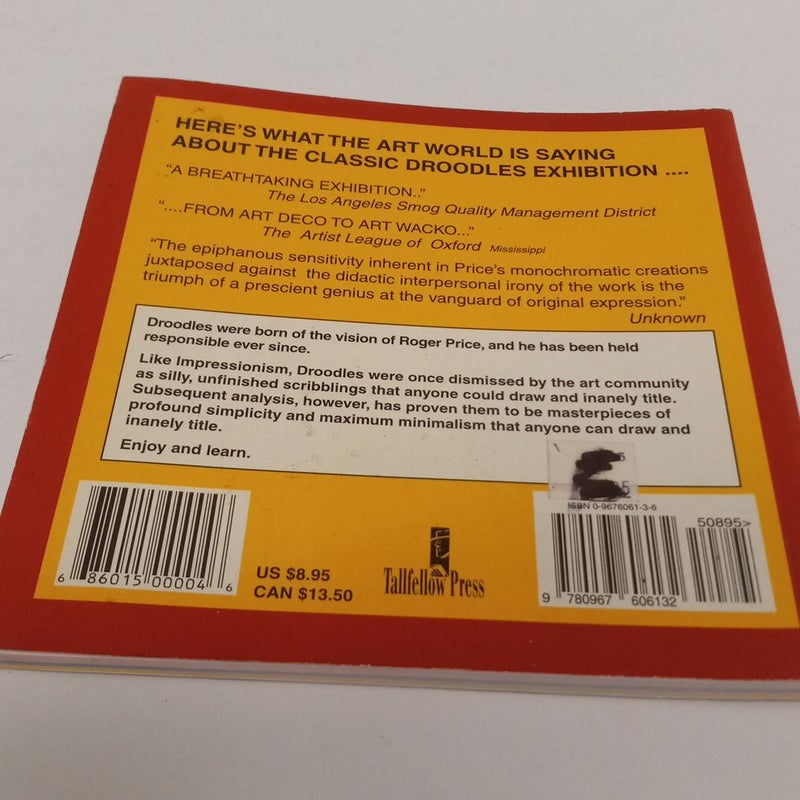 HERE'S WHAT THE ART WORLD IS SAYING
ABOUT THE CLASSIC DROODLES EXHIBITION ....
"A BREATHTAKING EXHIBITION.."
The Los Angeles Smog Quality Management District
"....FROM ART DECO TO ART WACKO..."
The Artist League of Oxford Mississippi
"The epiphanous sensitivity inherent in Price's monochromatic creations
juxtaposed against the didactic interpersonal irony of the work is the
triumph of a prescient genius at the vanguard of original expression."
Unknown
Droodles were born of the vision of Roger Price, and he has been held
responsible ever since.
Like Impressionism, Droodles were once dismissed by the art community
as silly, unfinished scribblings that anyone could draw and inanely title.
Subsequent analysis, however, has proven them to be masterpieces of
profound simplicity and maximum minimalism that anyone can draw and
inanely title.
Enjoy and learn.
6 86015 00004 6
US $8.95
CAN $13.50
Tallfellow Press
ISBN 0-9676061-3-6
50895>
9 780967 606132